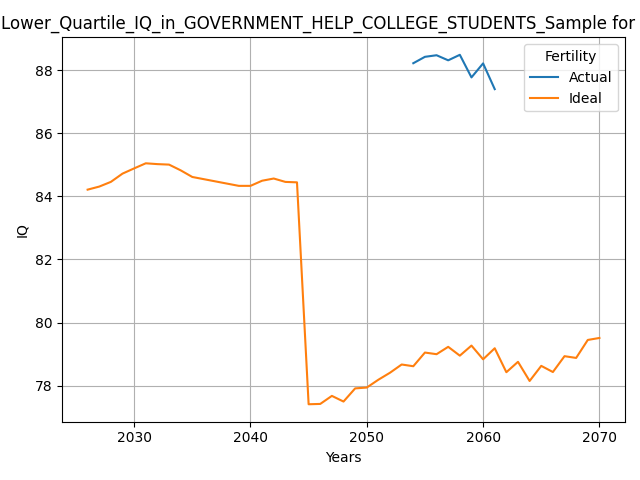 Lower_Quartile_IQ_in_GOVERNMENT_HELP_COLLEGE_STUDENTS_Sample for
Fertility
Actual
Ideal
88
86
84
82
80
78
IQ
2030 2040 2050 2060 2070
Years